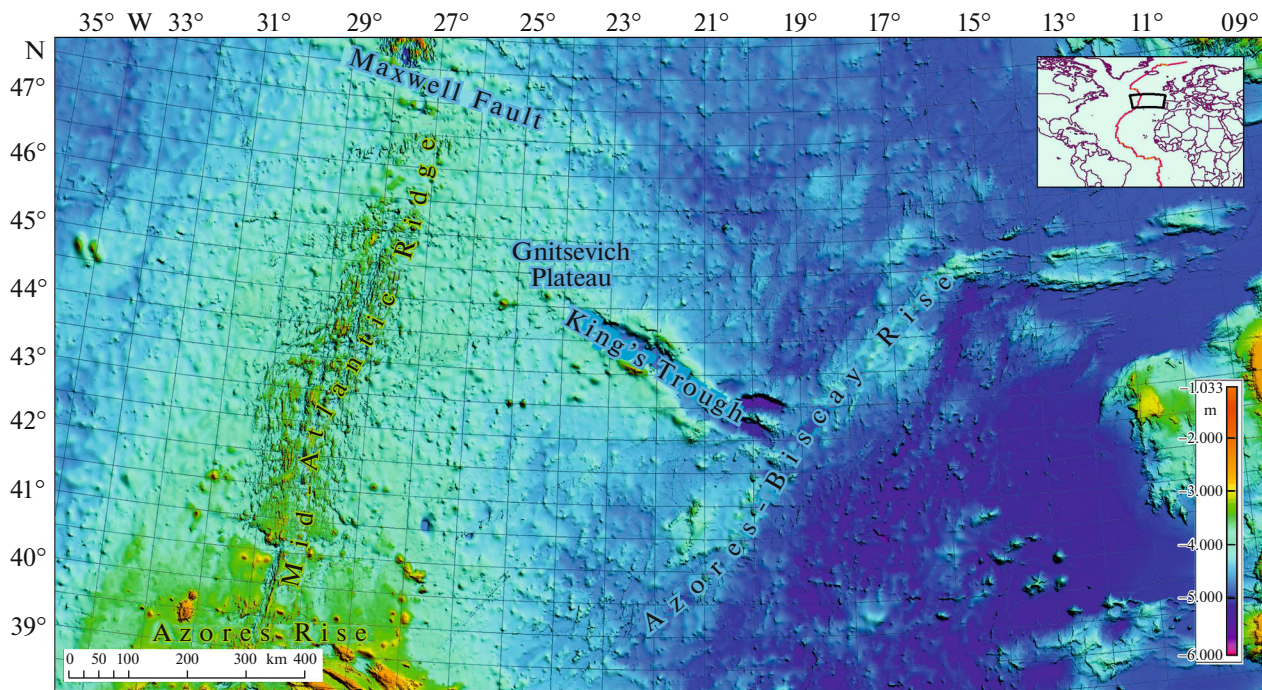 35° W 33° 31° 29° 27° 25° 23° 21° 19° 17° 15° 13° 11° 09°
N
47°
46°
45°
44°
43°
42°
41°
40°
39°
Maxwell Fault
Mid-Atlantic Ridge
Gnitsevich
Plateau
King's Trough
Azores-Biscay Rise
Azores Rise
0 50 100 200 300 km 400
–1.033
m
–2.000
–3.000
–4.000
–5.000
–6.000